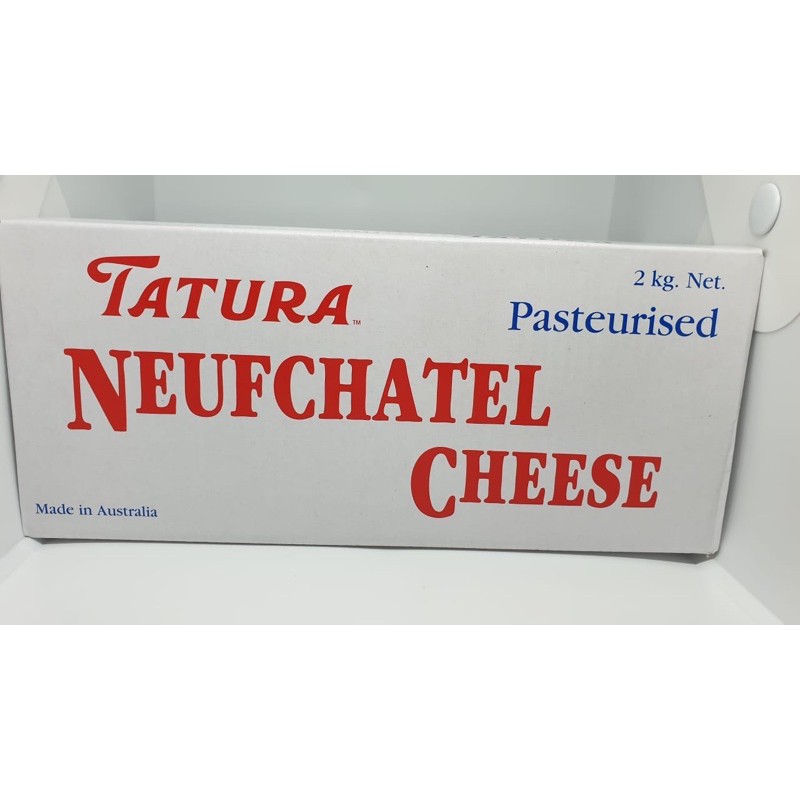 TATURA™
2 kg. Net.
Pasteurised
NEUFCHATEL
CHEESE
Made in Australia